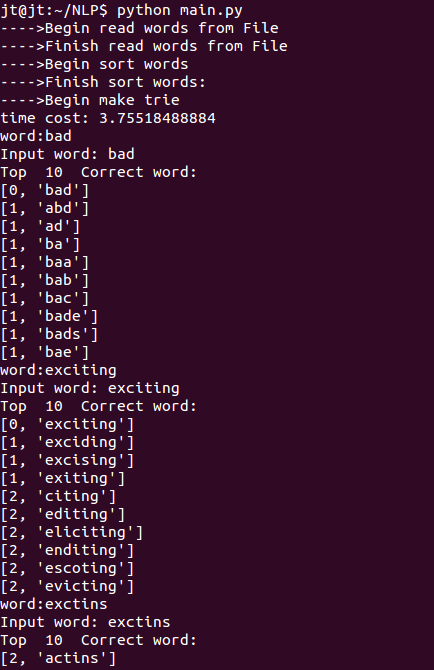 jt@jt:~/NLP$ python main.py
---->Begin read words from File
---->Finish read words from File
---->Begin sort words
---->Finish sort words:
---->Begin make trie
time cost: 3.75518488884
word:bad
Input word: bad
Top  10  Correct word:
[0, 'bad']
[1, 'abd']
[1, 'ad']
[1, 'ba']
[1, 'baa']
[1, 'bab']
[1, 'bac']
[1, 'bade']
[1, 'bads']
[1, 'bae']
word:exciting
Input word: exciting
Top  10  Correct word:
[0, 'exciting']
[1, 'exciding']
[1, 'excising']
[1, 'exiting']
[2, 'citing']
[2, 'editing']
[2, 'eliciting']
[2, 'enditing']
[2, 'escoting']
[2, 'evicting']
word:exctins
Input word: exctins
Top  10  Correct word:
[2, 'actins']